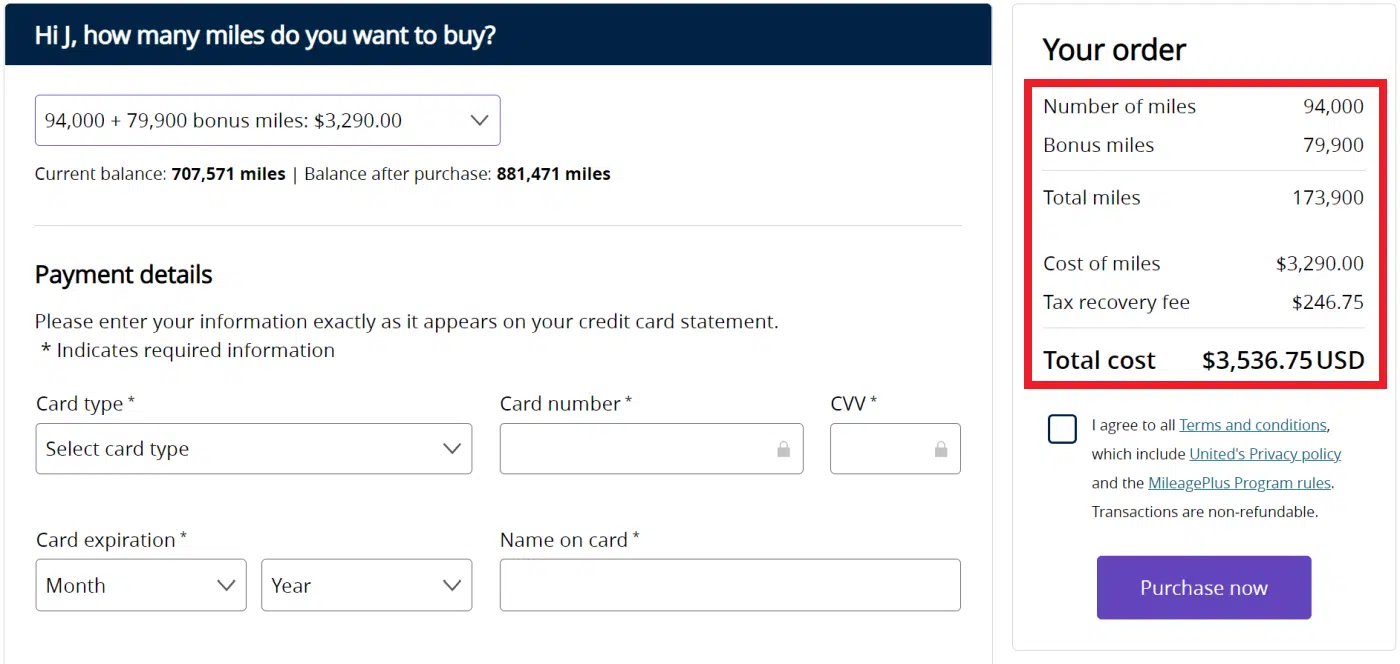 Hi J, how many miles do you want to buy?
94,000 + 79,900 bonus miles: $3,290.00
Current balance: 707,571 miles | Balance after purchase: 881,471 miles
Payment details
Please enter your information exactly as it appears on your credit card statement.
* Indicates required information
Card type *
Card number *
CVV *
Select card type
Card expiration *
Name on card *
Month
Year
Your order
Number of miles 94,000
Bonus miles 79,900
Total miles 173,900
Cost of miles $3,290.00
Tax recovery fee $246.75
Total cost $3,536.75 USD
I agree to all Terms and conditions,
which include United's Privacy policy
and the MileagePlus Program rules.
Transactions are non-refundable.
Purchase now